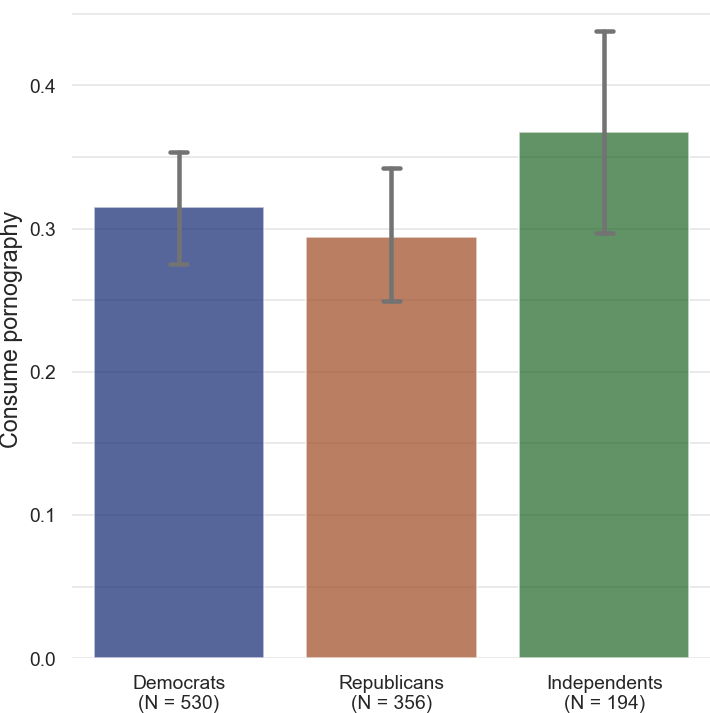 Consume pornography
0.4
0.3
0.2
0.1
0.0
Democrats
(N = 530)
Republicans
(N = 356)
Independents
(N = 194)